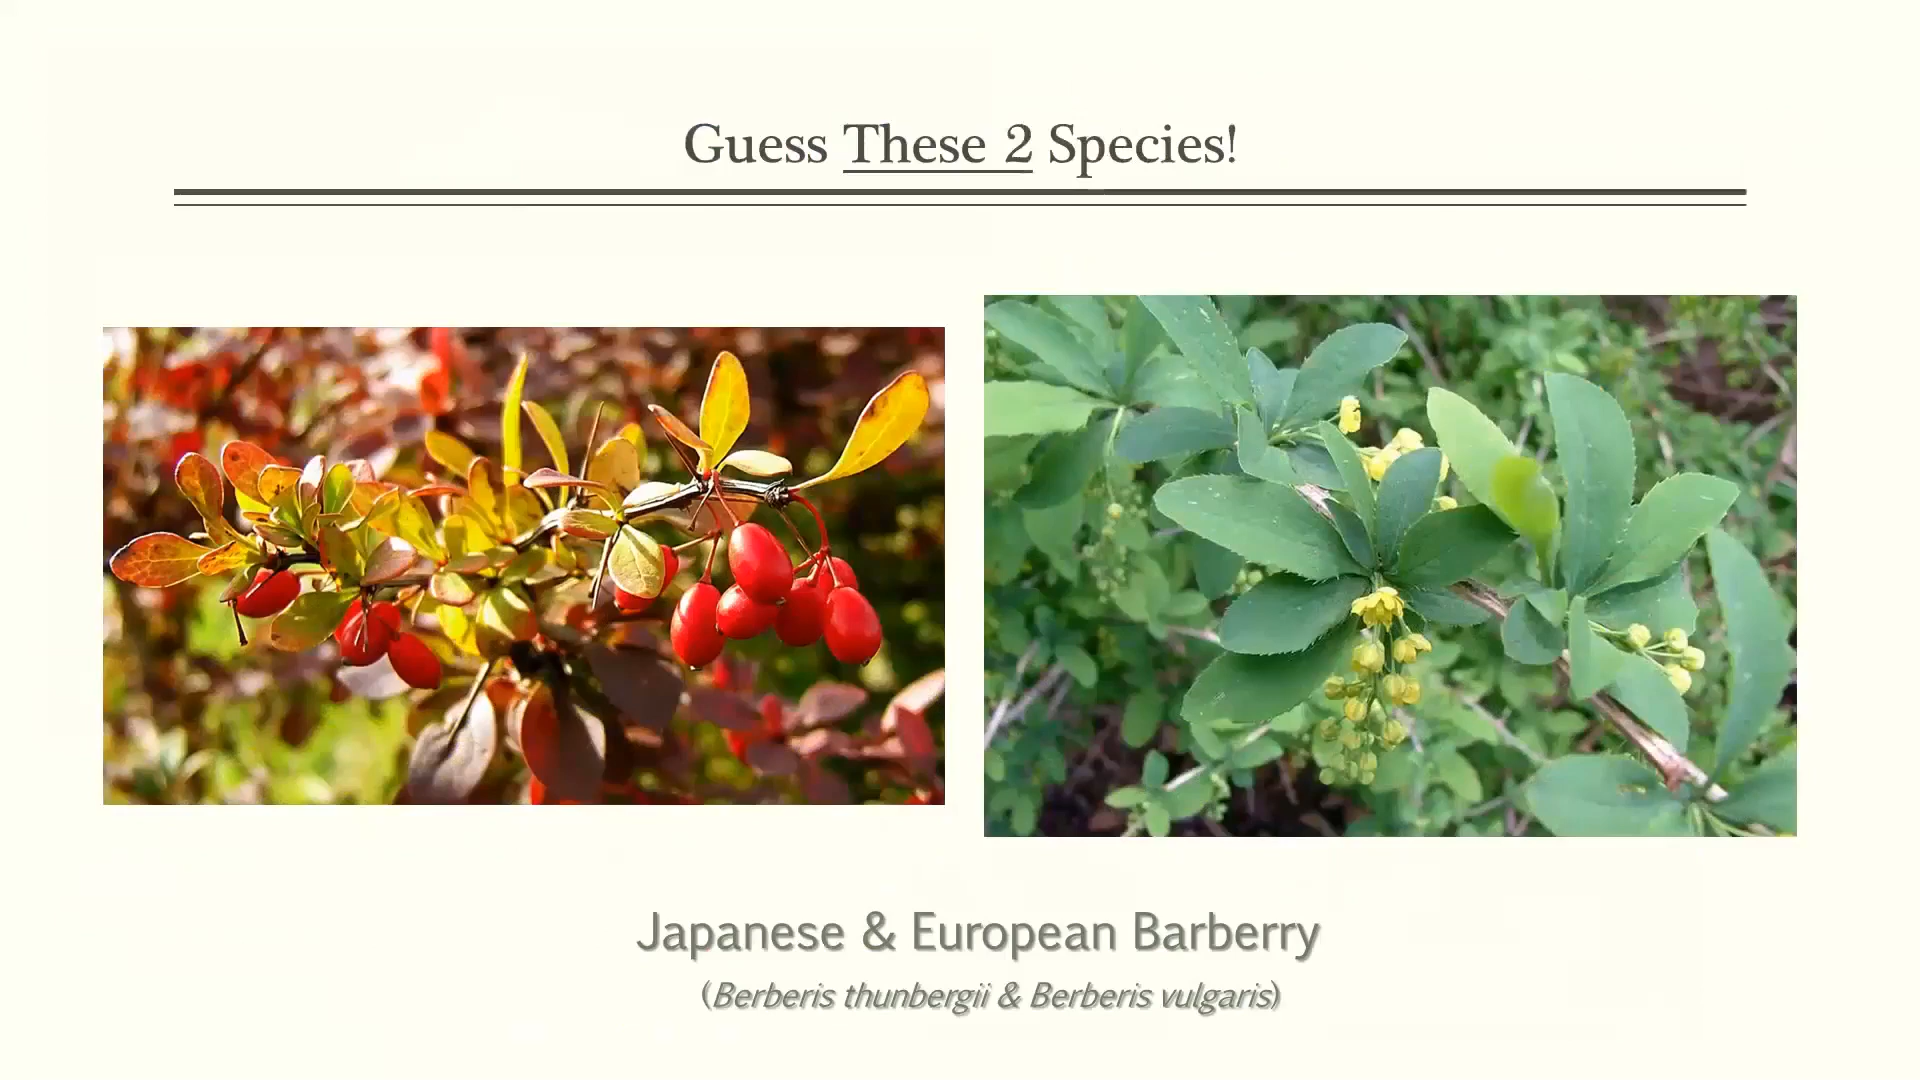 Guess These 2 Species!
Japanese & European Barberry
(Berberis thunbergii & Berberis vulgaris)